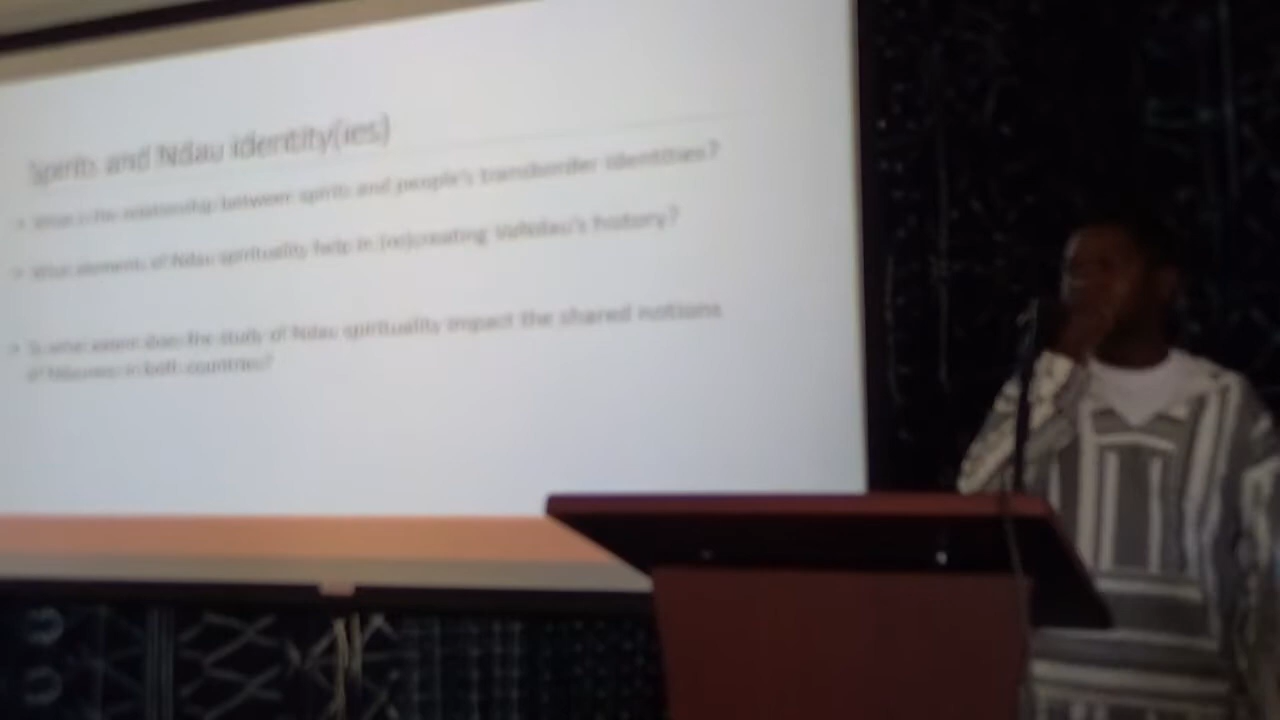 Spirits and Ndau identity(ies)
What is the relationship between spirits and people's transborder identities?
What elements of Ndau spirituality help in (re)creating VaNdau's history?
To what extent does the study of Ndau spirituality impact the shared notions
of Ndauness in both countries?